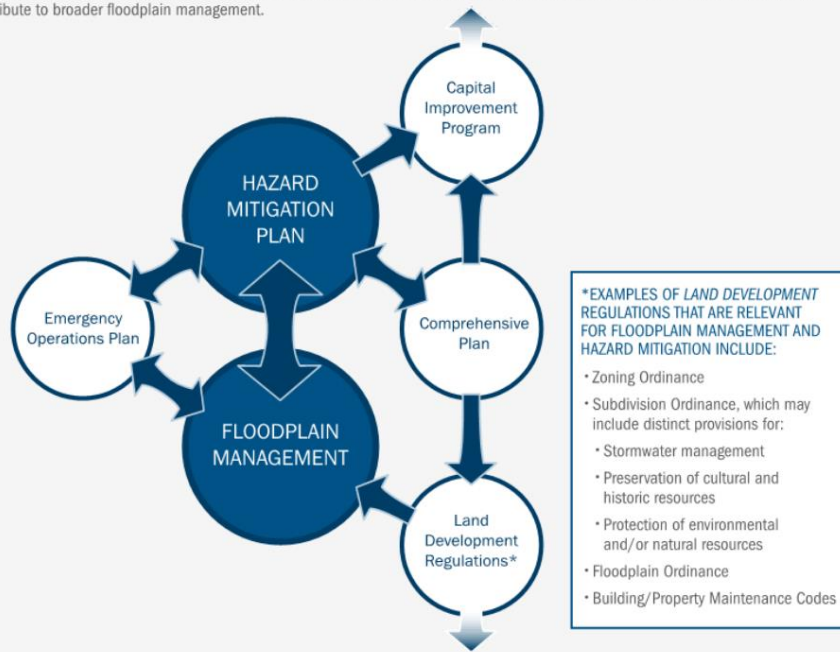 to broader floodplain management.
Capital
Improvement
Program
HAZARD
MITIGATION
PLAN
Emergency
Operations Plan
Comprehensive
Plan
FLOODPLAIN
MANAGEMENT
Land
Development
Regulations*
*EXAMPLES OF LAND DEVELOPMENT
REGULATIONS THAT ARE RELEVANT
FOR FLOODPLAIN MANAGEMENT AND
HAZARD MITIGATION INCLUDE:
• Zoning Ordinance
• Subdivision Ordinance, which may
include distinct provisions for:
• Stormwater management
• Preservation of cultural and
historic resources
• Protection of environmental
and/or natural resources
• Floodplain Ordinance
• Building/Property Maintenance Codes